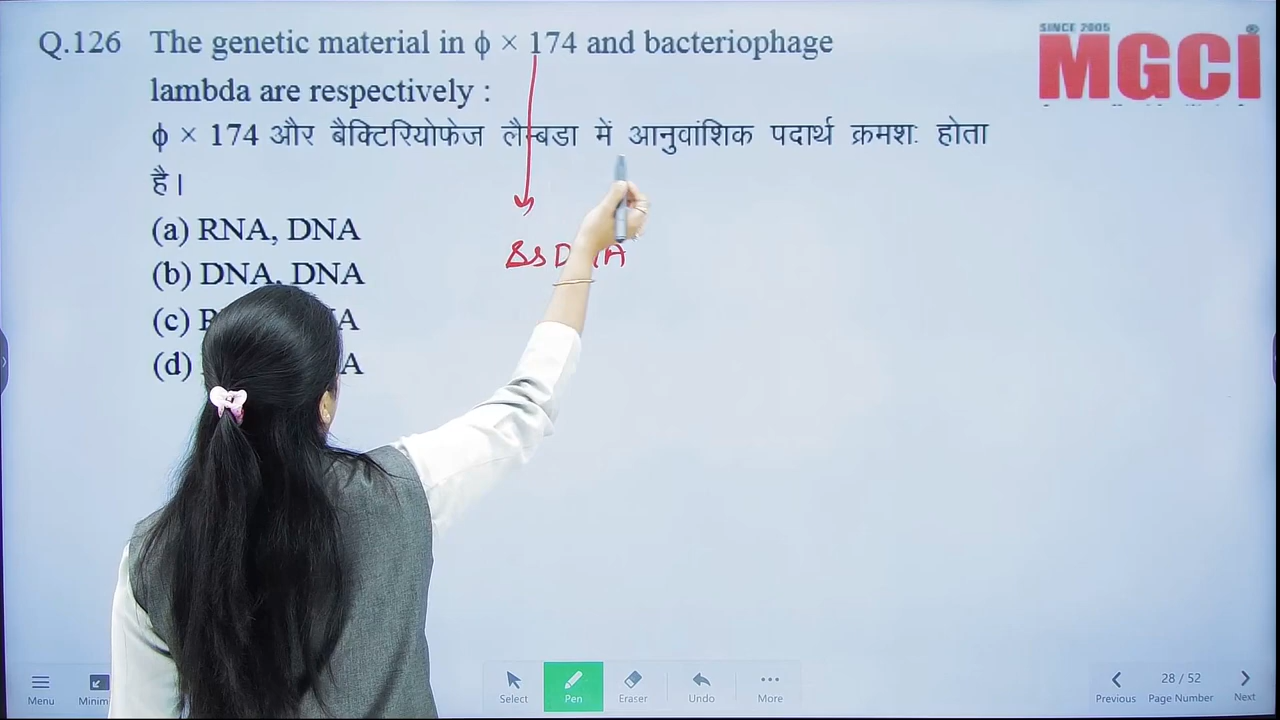 Q.126 The genetic material in ϕ × 174 and bacteriophage
lambda are respectively :
ϕ × 174 और बैक्टिरियोफेज लैम्बडा में आनुवांशिक पदार्थ क्रमशः होता
है।
(a) RNA, DNA
(b) DNA, DNA
(c)
(d)
ssDNA
SINCE 2005
MGCI
Menu
Select
Pen
Eraser
Undo
More
Previous
28 / 52
Page Number
Next